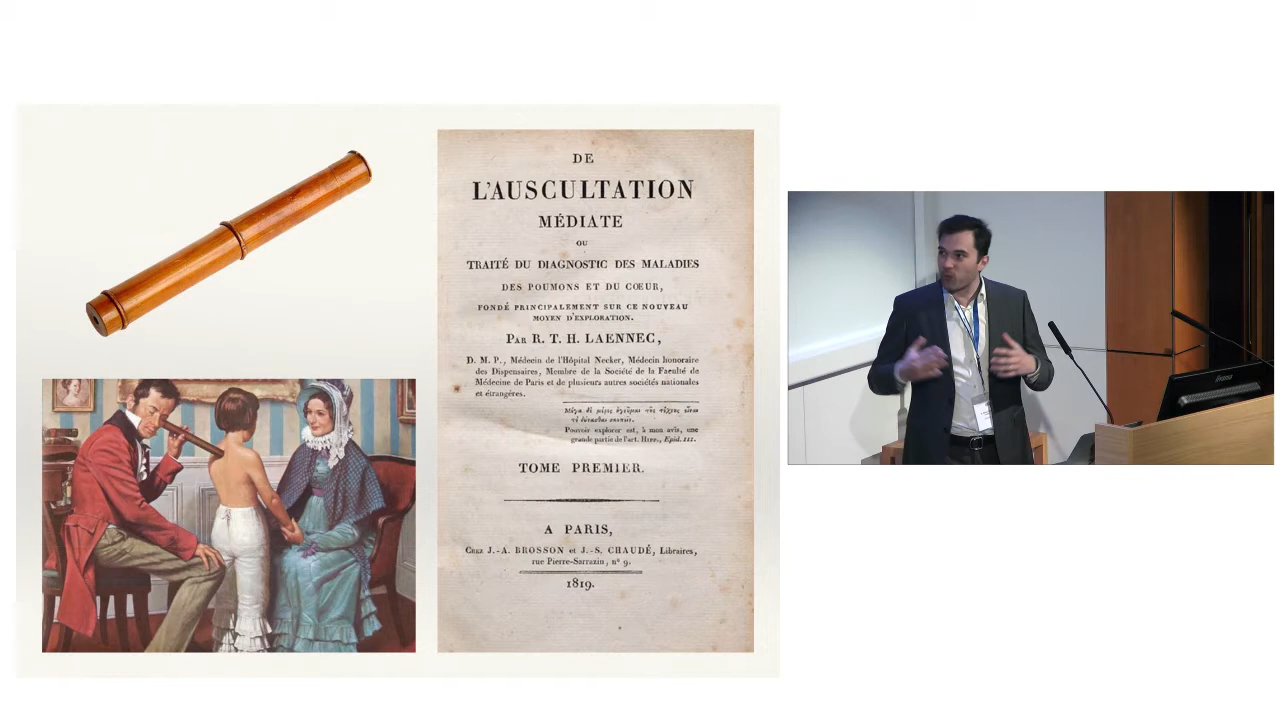 DE
L'AUSCULTATION
MÉDIATE
OU
TRAITÉ DU DIAGNOSTIC DES MALADIES
DES POUMONS ET DU CŒUR,
FONDÉ PRINCIPALEMENT SUR CE NOUVEAU
MOYEN D'EXPLORATION.
PAR R. T. H. LAENNEC,
D. M. P., Médecin de l'Hôpital Necker, Médecin honoraire
des Dispensaires, Membre de la Société de la Faculté de
Médecine de Paris et de plusieurs autres sociétés nationales
et étrangères.
Pouvoir explorer est, à mon avis, une
grande partie de l'art. HIPP., Epid. III.
TOME PREMIER.
A PARIS,
CHEZ J.-A. BROSSON et J.-S. CHAUDÉ, Libraires,
rue Pierre-Sarrazin, nº 9.
1819.